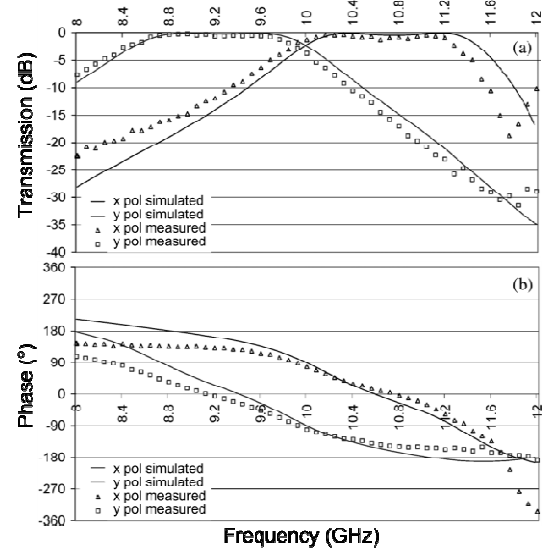 8 8.4 8.8 9.2 9.6 10 10.4 10.8 11.2 11.6 12
(a)
Transmission (dB)
0
-5
-10
-15
-20
-25
-30
-35
-40
x pol simulated
y pol simulated
x pol measured
y pol measured
(b)
Phase (°)
360
270
180
90
0
-90
-180
-270
-360
8 8.4 8.8 9.2 9.6 10 10.4 10.8 11.2 11.6 12
x pol simulated
y pol simulated
x pol measured
y pol measured
Frequency (GHz)